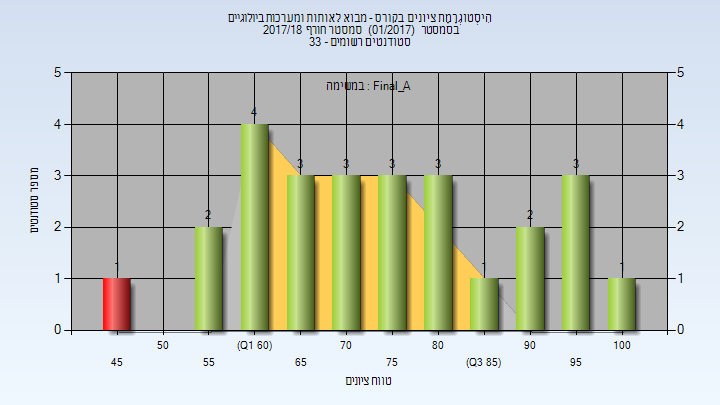 היסטוגרמת ציונים בקורס - מבוא לאותות ומערכות ביולוגיים
בסמסטר (01/2017) סמסטר חורף 2017/18
סטודנטים רשומים - 33
במשימה : Final_A
מספר סטודנטים
5 5
4 4
3 3
2 2
1 1
0 0
1 2 4 3 3 3 3 1 2 3 1
50 (Q1 60) 70 80 90 100
45 55 65 75 (Q3 85) 95
טווח ציונים